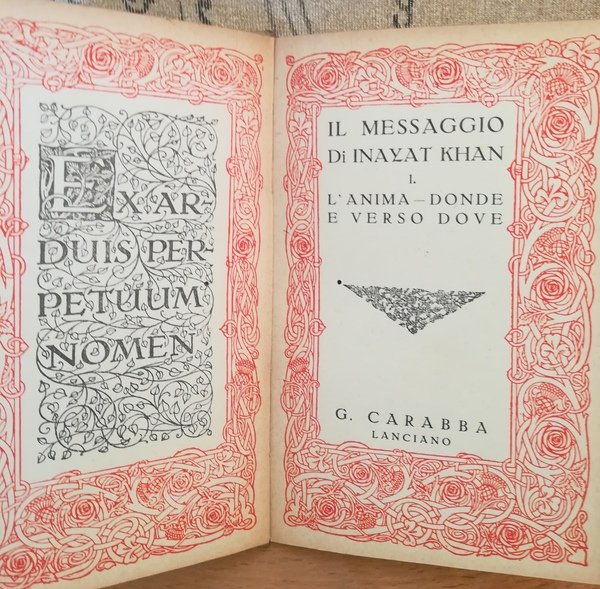 EX AR-
DUIS PER-
PETUUM
NOMEN
IL MESSAGGIO
Di INAYAT KHAN
I.
L'ANIMA — DONDE
E VERSO DOVE
G. CARABBA
LANCIANO